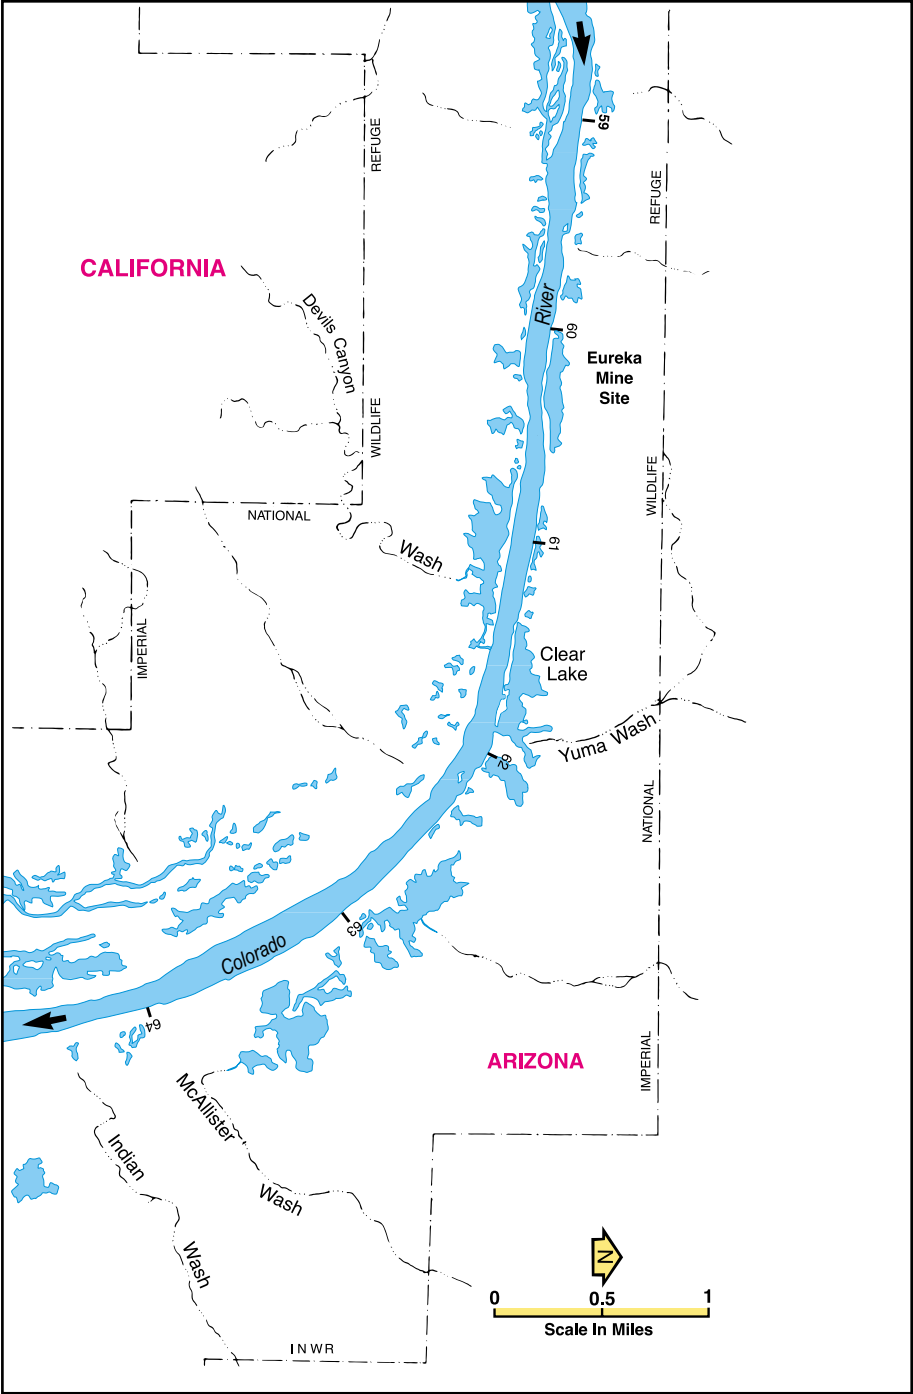 59
REFUGE
REFUGE
CALIFORNIA
Devils Canyon
River
60
Eureka
Mine
Site
WILDLIFE
WILDLIFE
NATIONAL
Wash
61
IMPERIAL
Clear
Lake
Yuma Wash
62
NATIONAL
63
Colorado
64
IMPERIAL
ARIZONA
McAllister
Wash
Indian
Wash
N
0
0.5
1
Scale In Miles
INWR